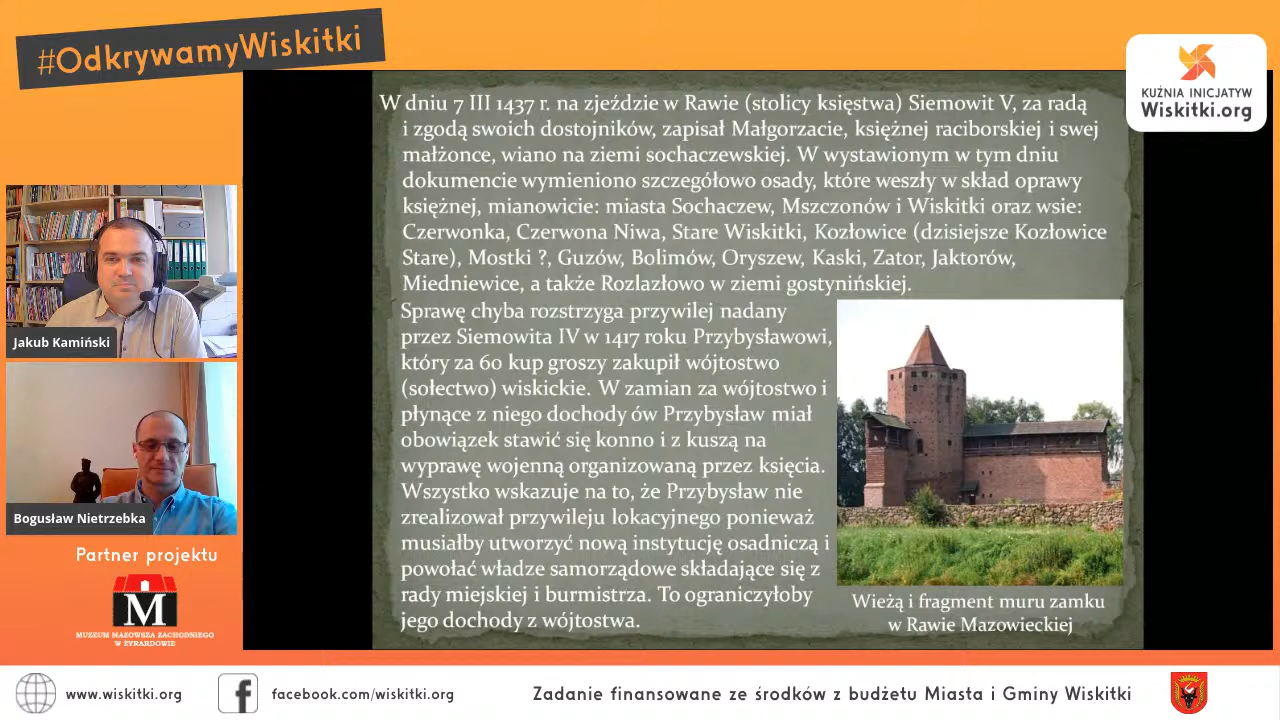 #OdkrywamyWiskitki
KUŹNIA INICJATYW
Wiskitki.org
W dniu 7 III 1437 r. na zjeździe w Rawie (stolicy księstwa) Siemowit V, za radą
i zgodą swoich dostojników, zapisał Małgorzacie, księżnej raciborskiej i swej
małżonce, wiano na ziemi sochaczewskiej. W wystawionym w tym dniu
dokumencie wymieniono szczegółowo osady, które weszły w skład oprawy
księżnej, mianowicie: miasta Sochaczew, Mszczonów i Wiskitki oraz wsie:
Czerwonka, Czerwona Niwa, Stare Wiskitki, Kozłowice (dzisiejsze Kozłowice
Stare), Mostki ?, Guzów, Bolimów, Oryszew, Kaski, Zator, Jaktorów,
Miedniewice, a także Rozlazłowo w ziemi gostynińskiej.
Sprawę chyba rozstrzyga przywilej nadany
przez Siemowita IV w 1417 roku Przybysławowi,
który za 60 kup groszy zakupił wójtostwo
(sołectwo) wiskickie. W zamian za wójtostwo i
płynące z niego dochody ów Przybysław miał
obowiązek stawić się konno i z kuszą na
wyprawę wojenną organizowaną przez księcia.
Wszystko wskazuje na to, że Przybysław nie
zrealizował przywileju lokacyjnego ponieważ
musiałby utworzyć nową instytucję osadniczą i
powołać władze samorządowe składające się z
rady miejskiej i burmistrza. To ograniczyłoby
jego dochody z wójtostwa.
Wieżą i fragment muru zamku
w Rawie Mazowieckiej
Jakub Kamiński
Bogusław Nietrzebka
Partner projektu
M
MUZEUM MAZOWSZA ZACHODNIEGO
W ŻYRARDOWIE
www.wiskitki.org
facebook.com/wiskitki.org
Zadanie finansowane ze środków z budżetu Miasta i Gminy Wiskitki